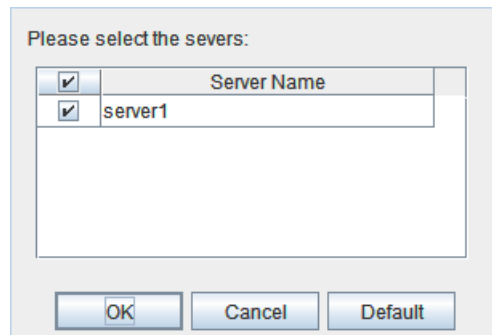 Please select the severs:
Server Name
server1
OK Cancel Default